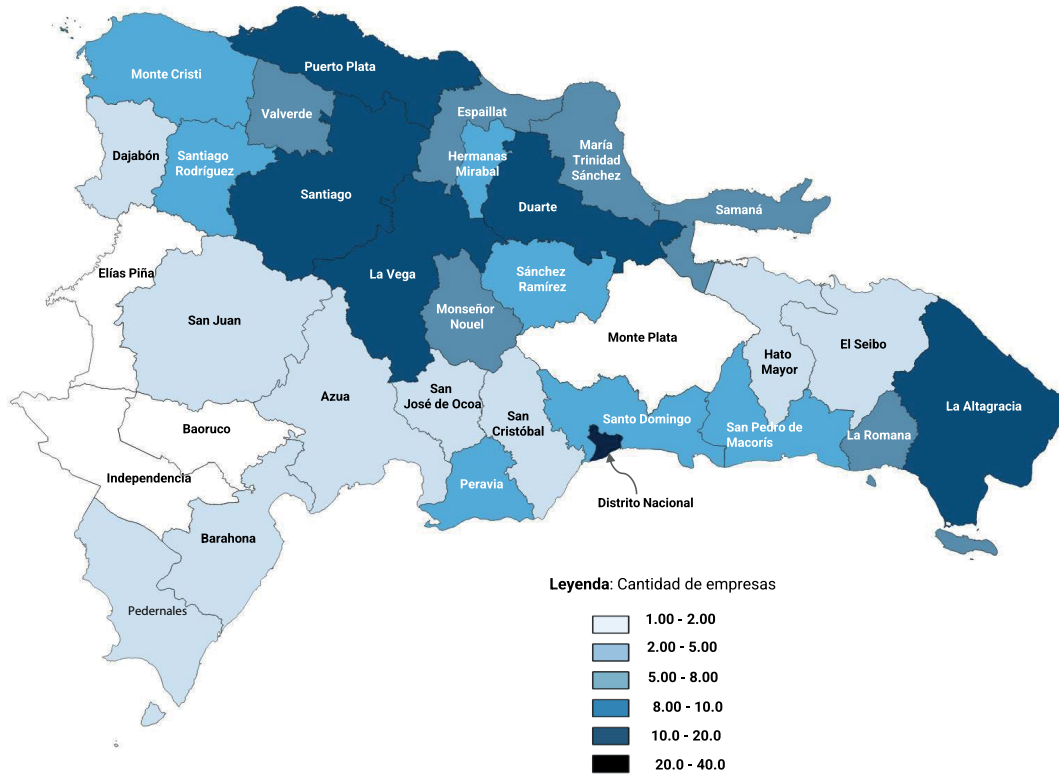 Puerto Plata
Monte Cristi
Valverde
Espaillat
Dajabón
Santiago
Rodríguez
Hermanas
Mirabal
María
Trinidad
Sánchez
Santiago
Duarte
Samaná
Elías Piña
La Vega
Sánchez
Ramírez
San Juan
Monseñor
Nouel
Monte Plata
El Seibo
Hato
Mayor
Azua
San
José de Ocoa
San
Cristóbal
Santo Domingo
San Pedro de
Macorís
La Romana
La Altagracia
Baoruco
Independencia
Peravia
Distrito Nacional
Barahona
Pedernales
Leyenda: Cantidad de empresas
1.00 - 2.00
2.00 - 5.00
5.00 - 8.00
8.00 - 10.0
10.0 - 20.0
20.0 - 40.0